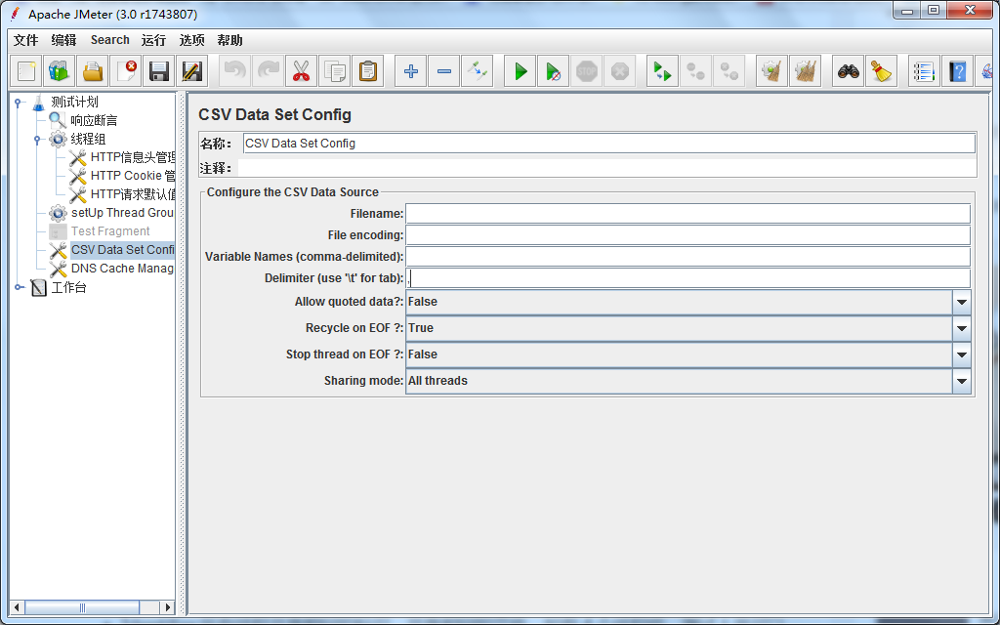 Apache JMeter (3.0 r1743807)
文件 编辑 Search 运行 选项 帮助
STOP
测试计划
响应断言
线程组
HTTP信息头管理
HTTP Cookie 管
HTTP请求默认值
setUp Thread Grou
Test Fragment
CSV Data Set Confi
DNS Cache Manag
工作台
CSV Data Set Config
名称： CSV Data Set Config
注释：
Configure the CSV Data Source
Filename:
File encoding:
Variable Names (comma-delimited):
Delimiter (use '\t' for tab): ,
Allow quoted data?: False
Recycle on EOF ?: True
Stop thread on EOF ?: False
Sharing mode: All threads